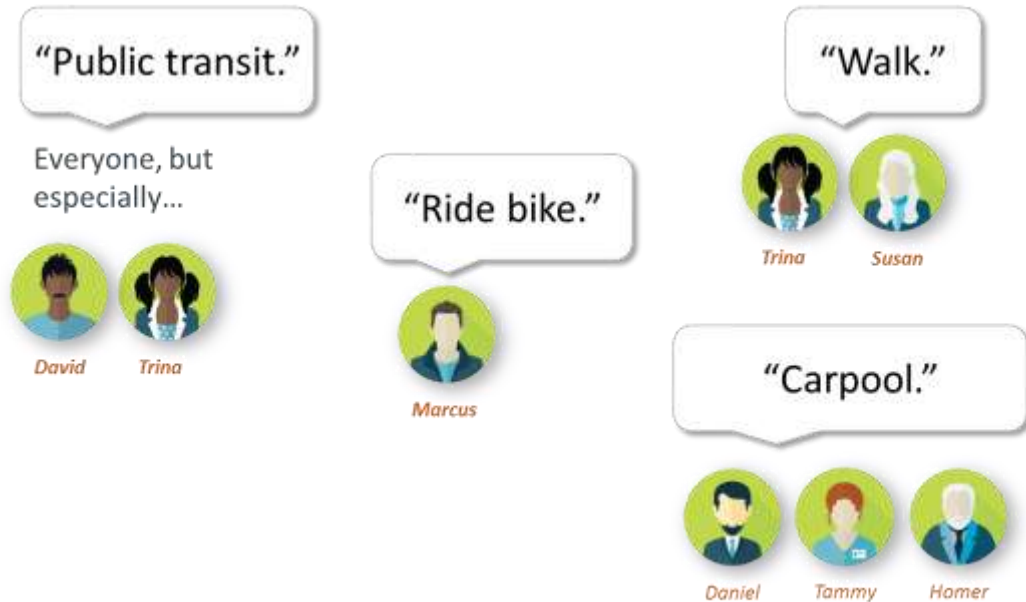 “Public transit.”
Everyone, but
especially...
David
Trina
“Ride bike.”
Marcus
“Walk.”
Trina
Susan
“Carpool.”
Daniel
Tammy
Homer